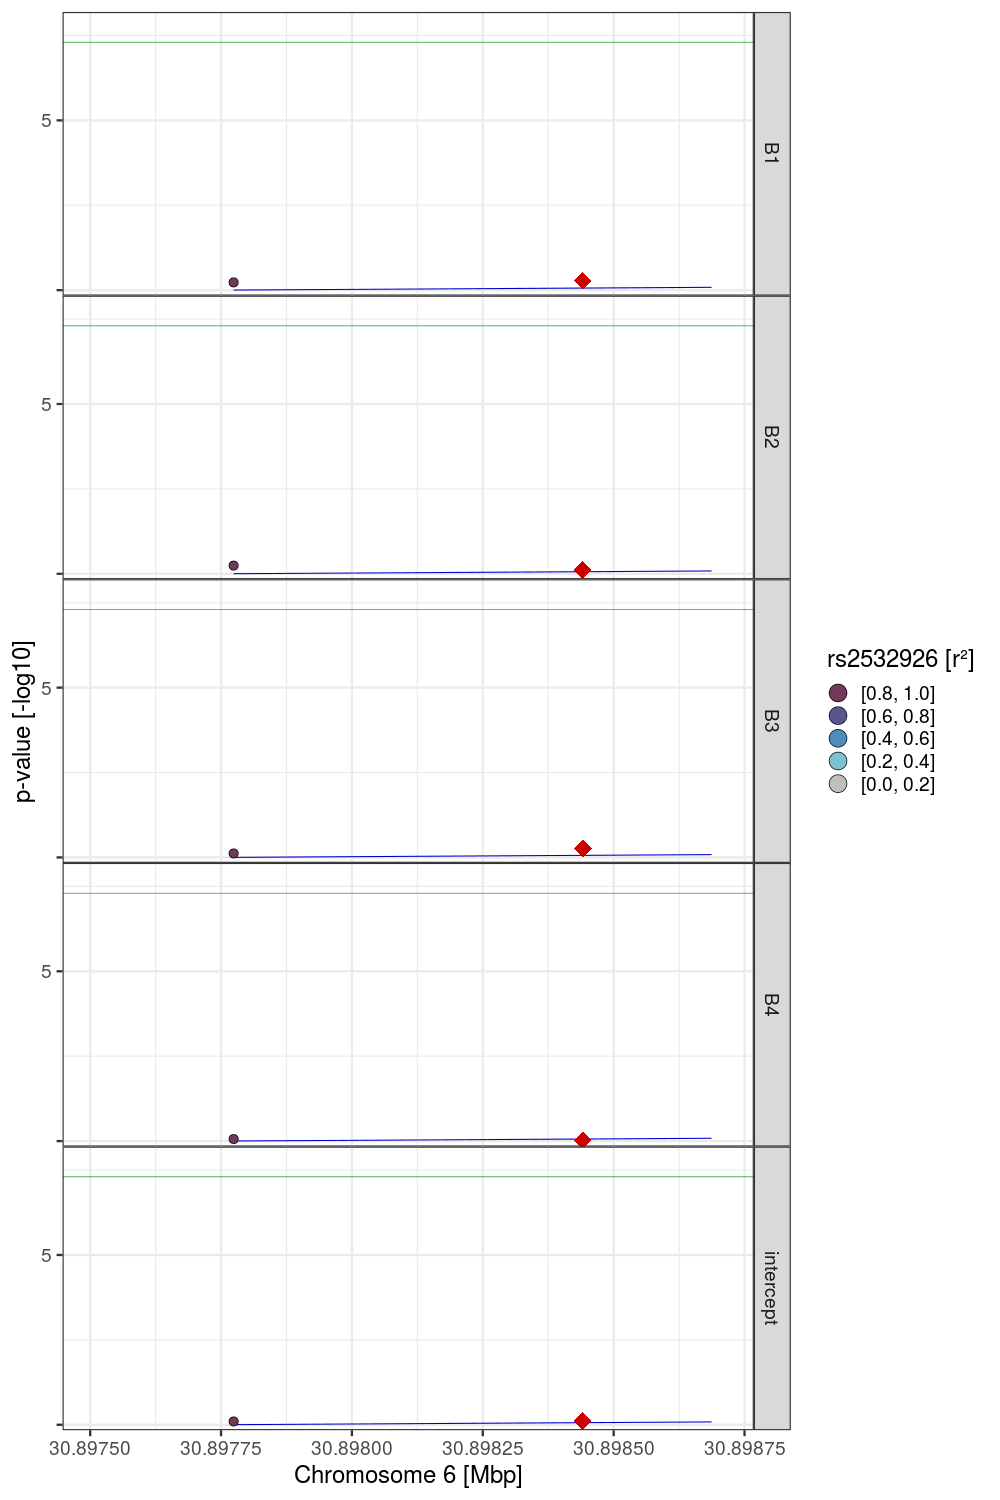 5
B1
5
B2
5
B3
5
B4
5
intercept
p-value [-log10]
30.89750 30.89775 30.89800 30.89825 30.89850 30.89875
Chromosome 6 [Mbp]
rs2532926 [r²]
[0.8, 1.0]
[0.6, 0.8]
[0.4, 0.6]
[0.2, 0.4]
[0.0, 0.2]